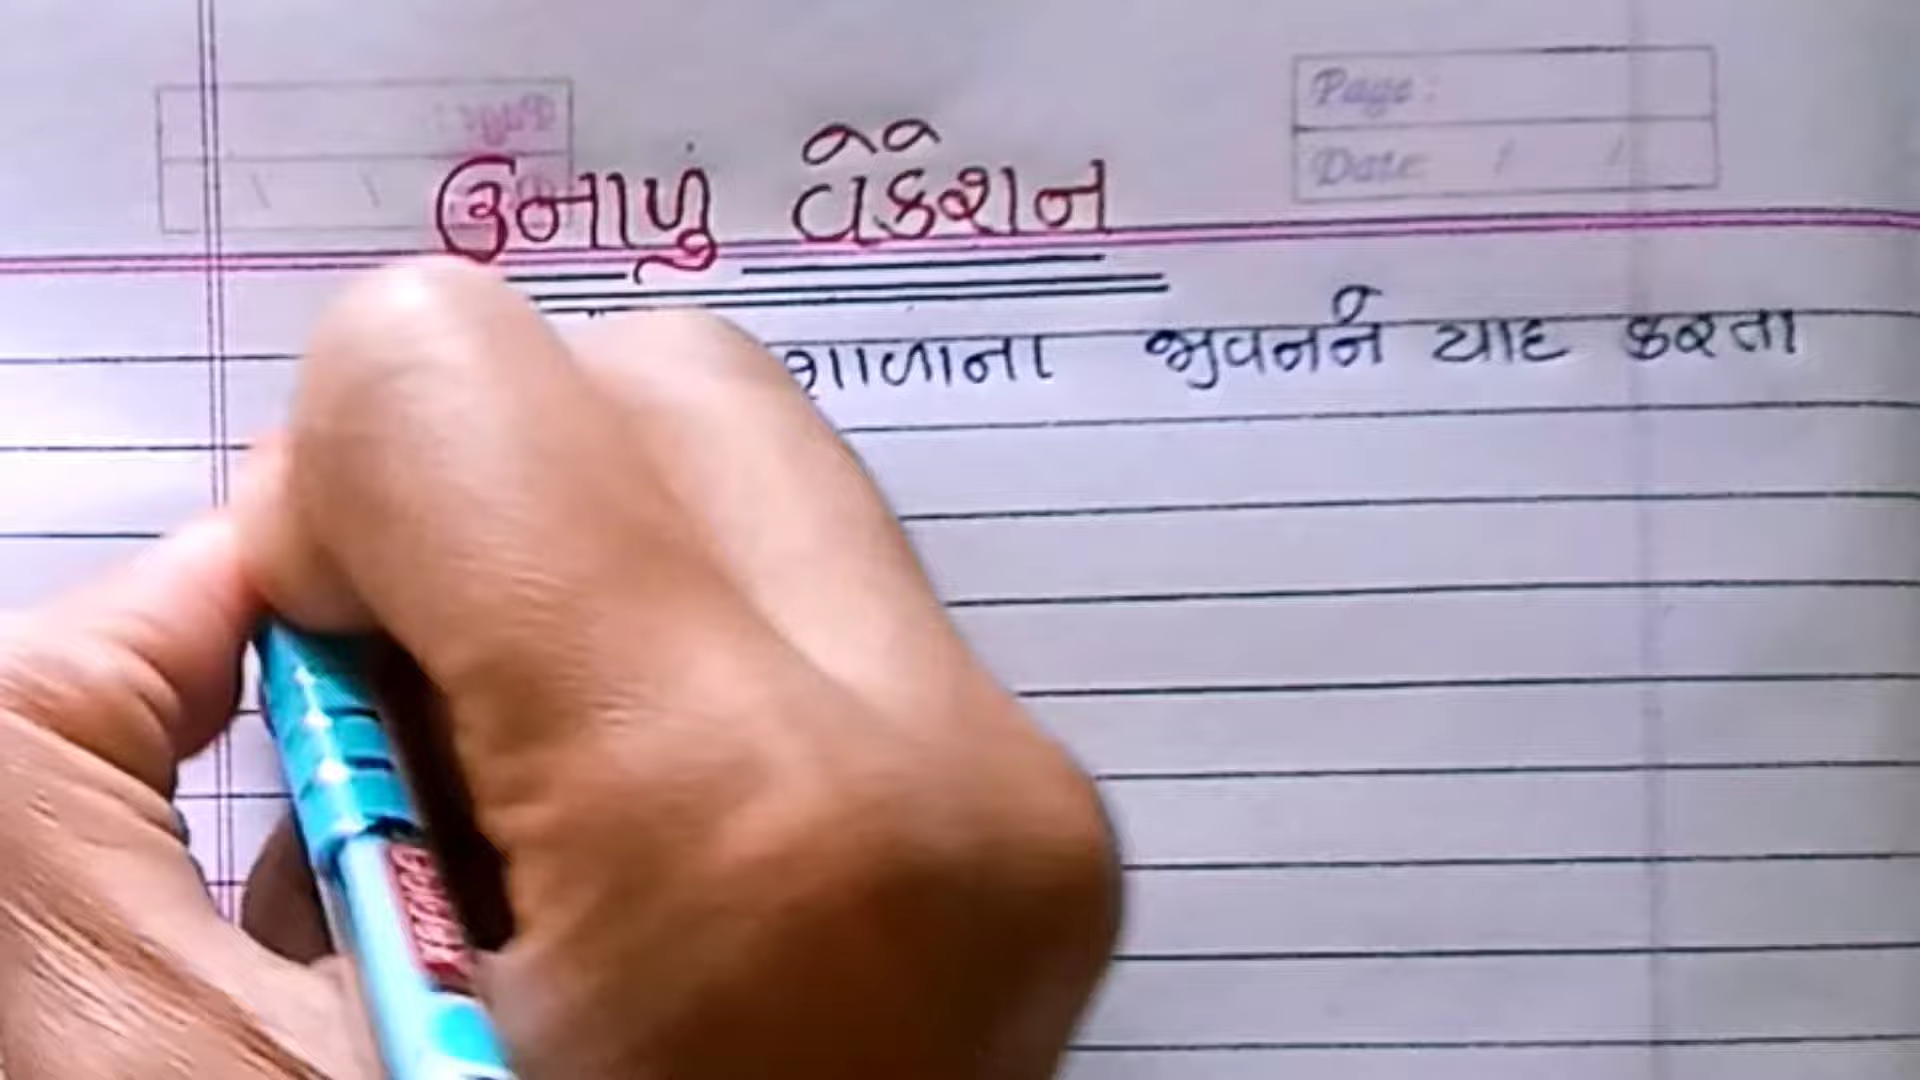 Page :
Date / /
ઉનાળુ વેકેશન
શાળાના જીવનને યાદ કરતા